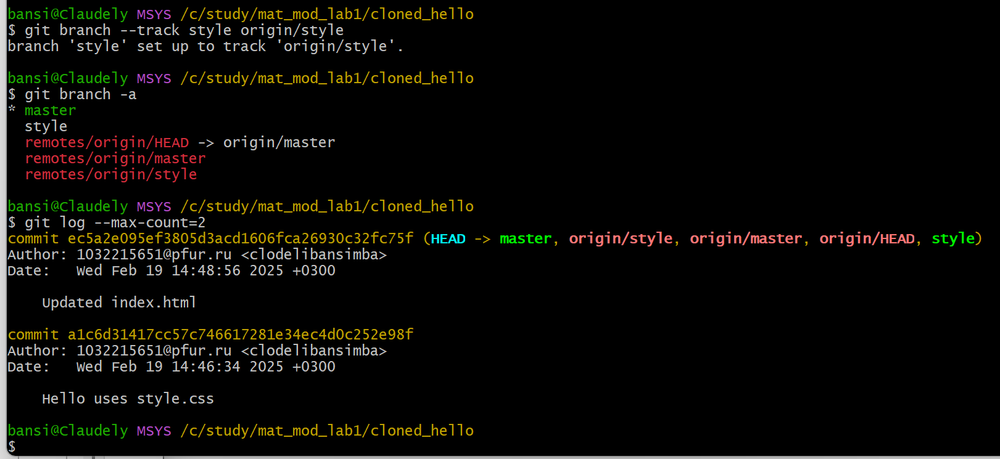 bansi@Claudely MSYS /c/study/mat_mod_lab1/cloned_hello
$ git branch --track style origin/style
branch 'style' set up to track 'origin/style'.
bansi@Claudely MSYS /c/study/mat_mod_lab1/cloned_hello
$ git branch -a
* master
  style
  remotes/origin/HEAD -> origin/master
  remotes/origin/master
  remotes/origin/style
bansi@Claudely MSYS /c/study/mat_mod_lab1/cloned_hello
$ git log --max-count=2
commit ec5a2e095ef3805d3acd1606fca26930c32fc75f (HEAD -> master, origin/style, origin/master, origin/HEAD, style)
Author: 1032215651@pfur.ru <clodelibansimba>
Date:   Wed Feb 19 14:48:56 2025 +0300
    Updated index.html
commit a1c6d31417cc57c746617281e34ec4d0c252e98f
Author: 1032215651@pfur.ru <clodelibansimba>
Date:   Wed Feb 19 14:46:34 2025 +0300
    Hello uses style.css
bansi@Claudely MSYS /c/study/mat_mod_lab1/cloned_hello
$